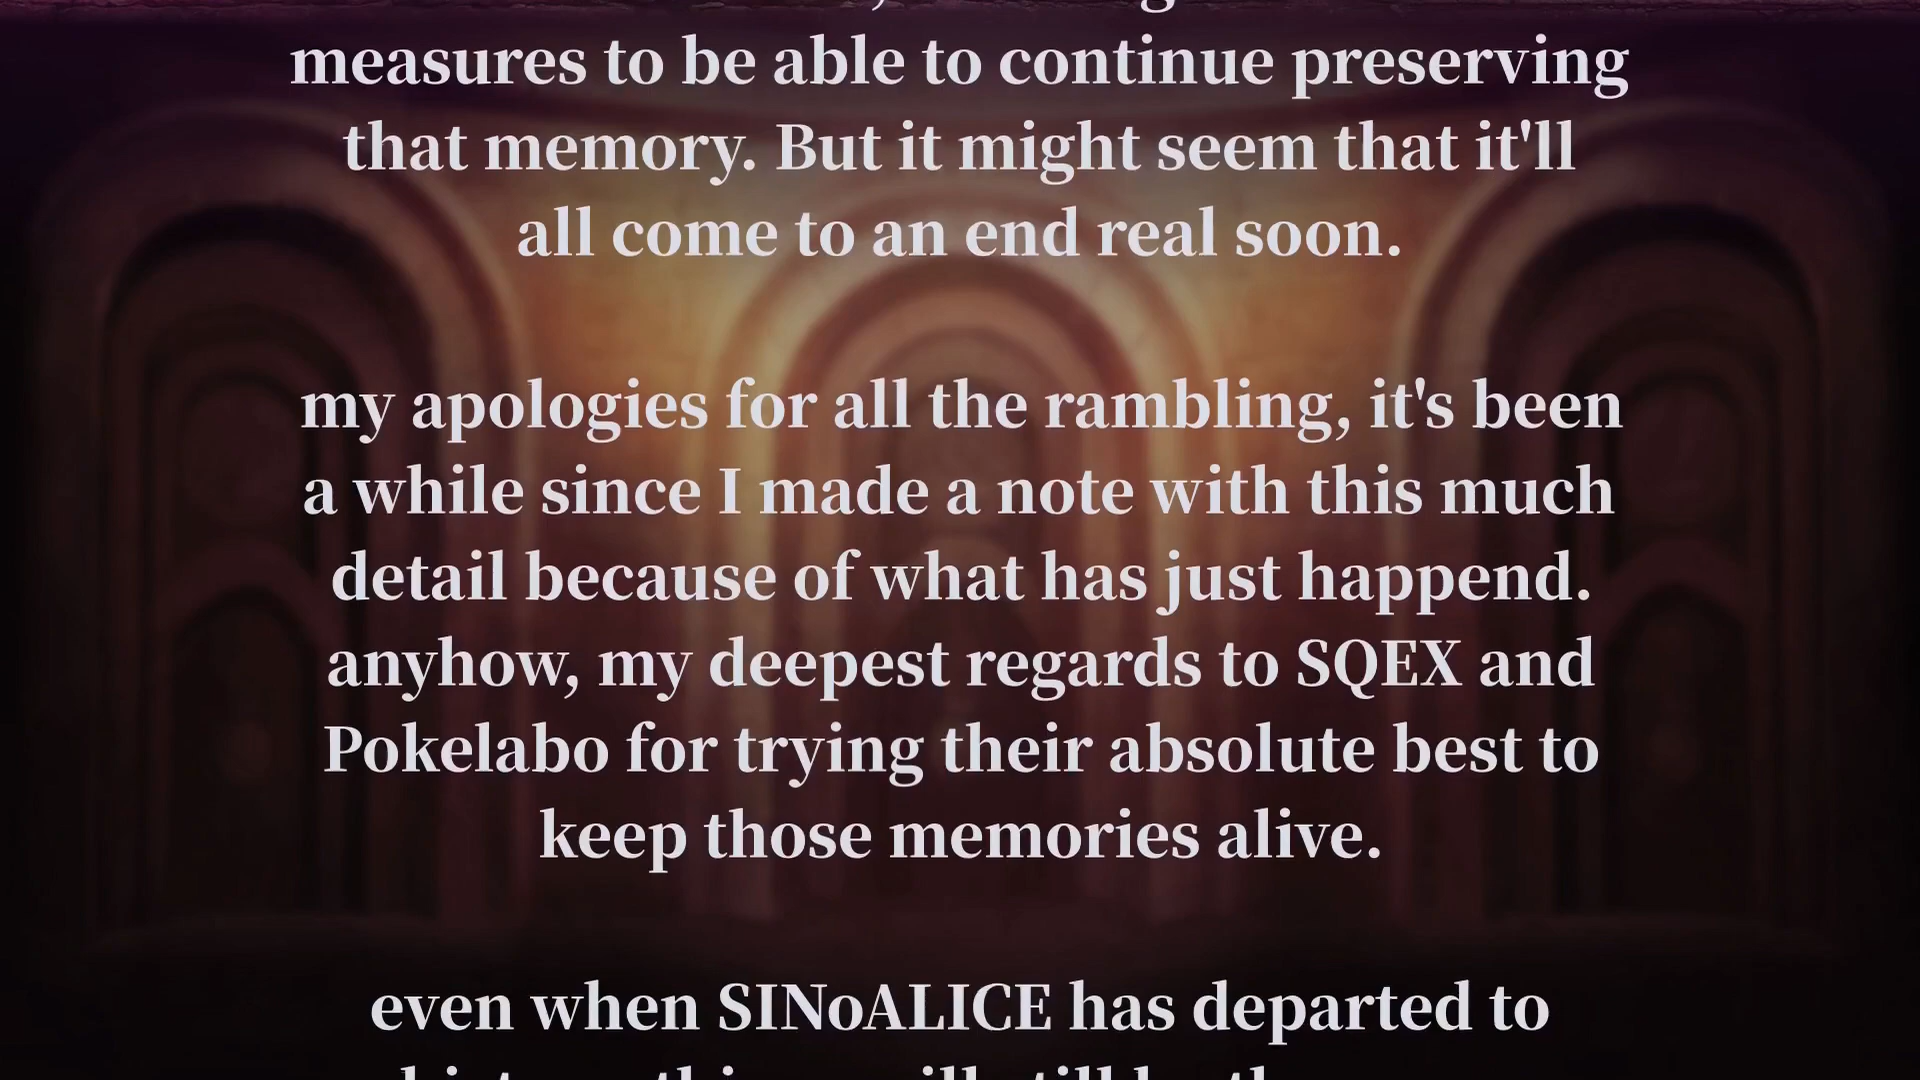 measures to be able to continue preserving
that memory. But it might seem that it'll
all come to an end real soon.
my apologies for all the rambling, it's been
a while since I made a note with this much
detail because of what has just happend.
anyhow, my deepest regards to SQEX and
Pokelabo for trying their absolute best to
keep those memories alive.
even when SINoALICE has departed to